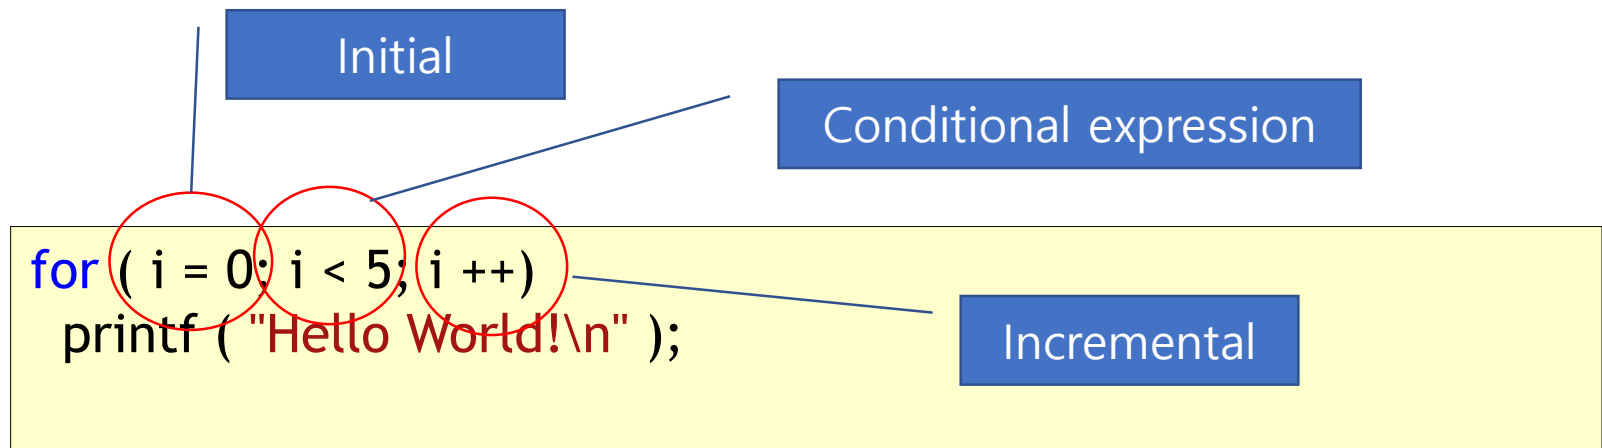 Initial
Conditional expression
for ( i = 0; i < 5; i ++)
printf ( "Hello World!\n" );
Incremental